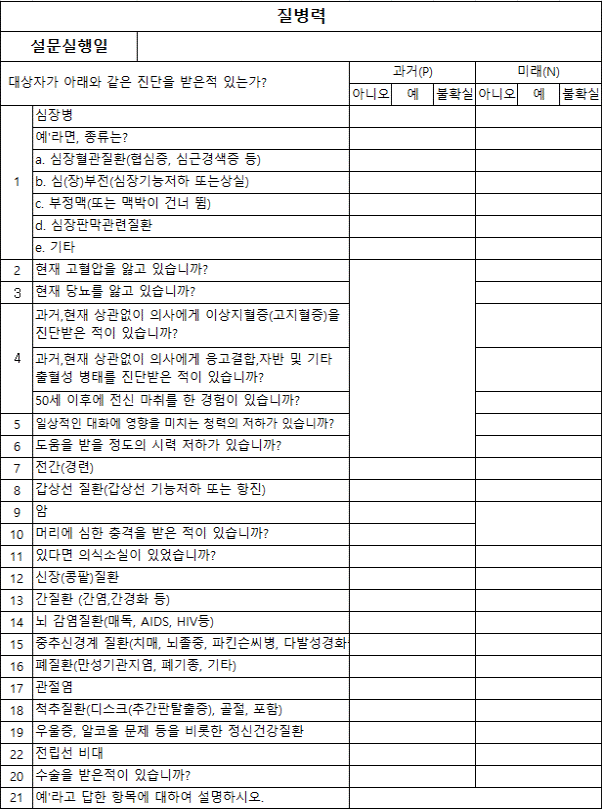 질병력
설문실행일
대상자가 아래와 같은 진단을 받은적 있는가?
과거(P)
미래(N)
아니오 예 불확실 아니오 예 불확실
1
심장병
예'라면, 종류는?
a. 심장혈관질환(협심증, 심근경색증 등)
b. 심(장)부전(심장기능저하 또는상실)
c. 부정맥(또는 맥박이 건너 뜀)
d. 심장판막관련질환
e. 기타
2 현재 고혈압을 앓고 있습니까?
3 현재 당뇨를 앓고 있습니까?
4
과거,현재 상관없이 의사에게 이상지혈증(고지혈증)을
진단받은 적이 있습니까?
과거,현재 상관없이 의사에게 응고결합,자반 및 기타
출혈성 병태를 진단받은 적이 있습니까?
50세 이후에 전신 마취를 한 경험이 있습니까?
5 일상적인 대화에 영향을 미치는 청력의 저하가 있습니까?
6 도움을 받을 정도의 시력 저하가 있습니까?
7 전간(경련)
8 갑상선 질환(갑상선 기능저하 또는 항진)
9 암
10 머리에 심한 충격을 받은 적이 있습니까?
11 있다면 의식소실이 있었습니까?
12 신장(콩팥)질환
13 간질환 (간염,간경화 등)
14 뇌 감염질환(매독, AIDS, HIV등)
15 중추신경계 질환(치매, 뇌졸중, 파킨슨씨병, 다발성경화
16 폐질환(만성기관지염, 폐기종, 기타)
17 관절염
18 척추질환(디스크(추간판탈출증), 골절, 포함)
19 우울증, 알코올 문제 등을 비롯한 정신건강질환
22 전립선 비대
20 수술을 받은적이 있습니까?
21 예'라고 답한 항목에 대하여 설명하시오.